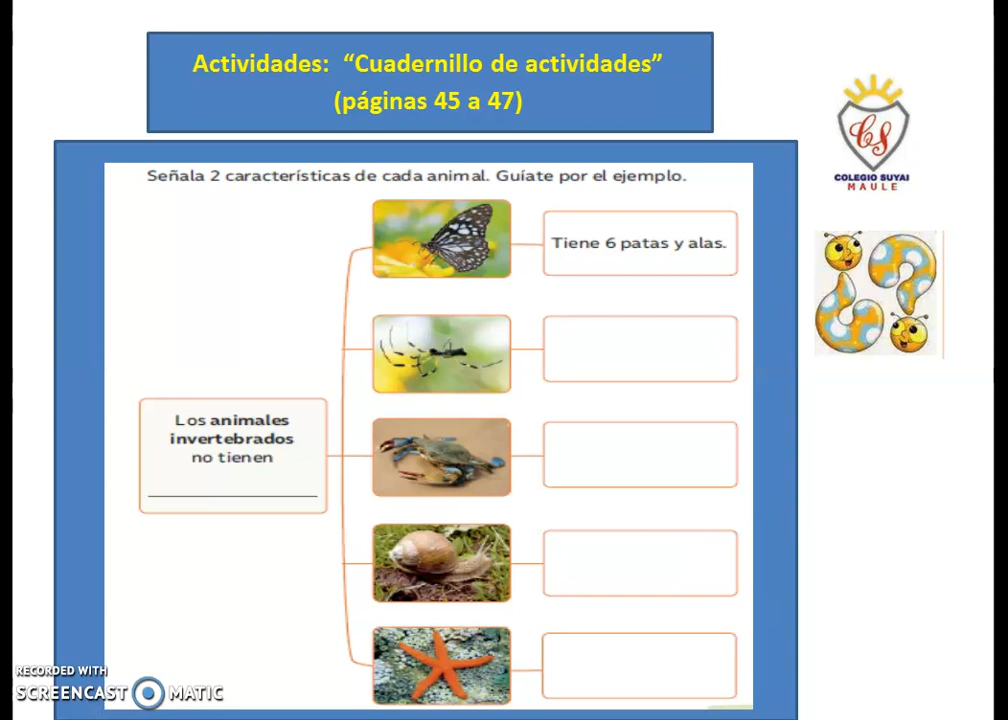 Actividades: “Cuadernillo de actividades”
(páginas 45 a 47)
COLEGIO SUYAI
MAULE
Señala 2 características de cada animal. Guíate por el ejemplo.
Tiene 6 patas y alas.
Los animales
invertebrados
no tienen
RECORDED WITH
SCREENCAST MATIC